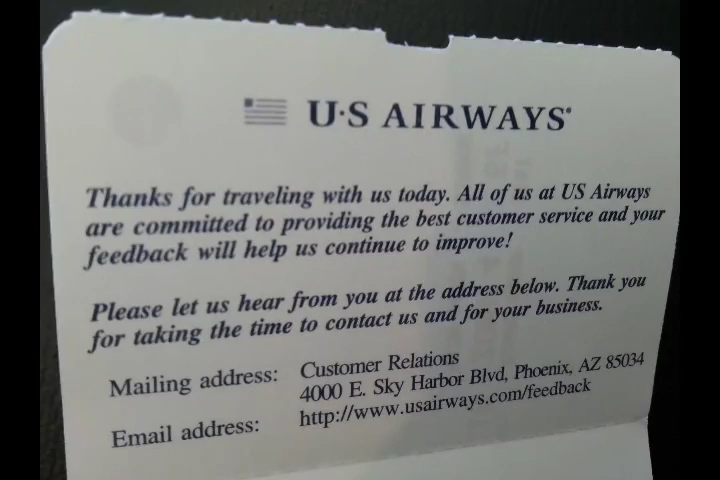 U·S AIRWAYS
Thanks for traveling with us today. All of us at US Airways
are committed to providing the best customer service and your
feedback will help us continue to improve!
Please let us hear from you at the address below. Thank you
for taking the time to contact us and for your business.
Mailing address: Customer Relations
4000 E. Sky Harbor Blvd, Phoenix, AZ 85034
Email address: http://www.usairways.com/feedback